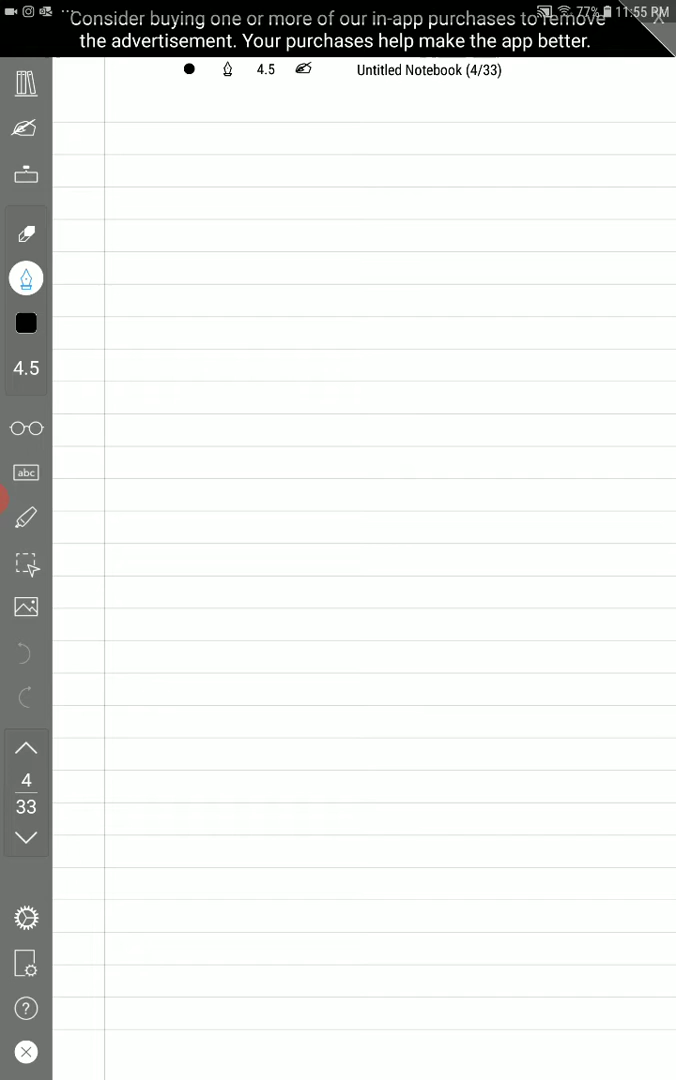 Consider buying one or more of our in-app purchases to remove
the advertisement. Your purchases help make the app better.
77% 11:55 PM
X
4.5 Untitled Notebook (4/33)
4.5
abc
4
33
?